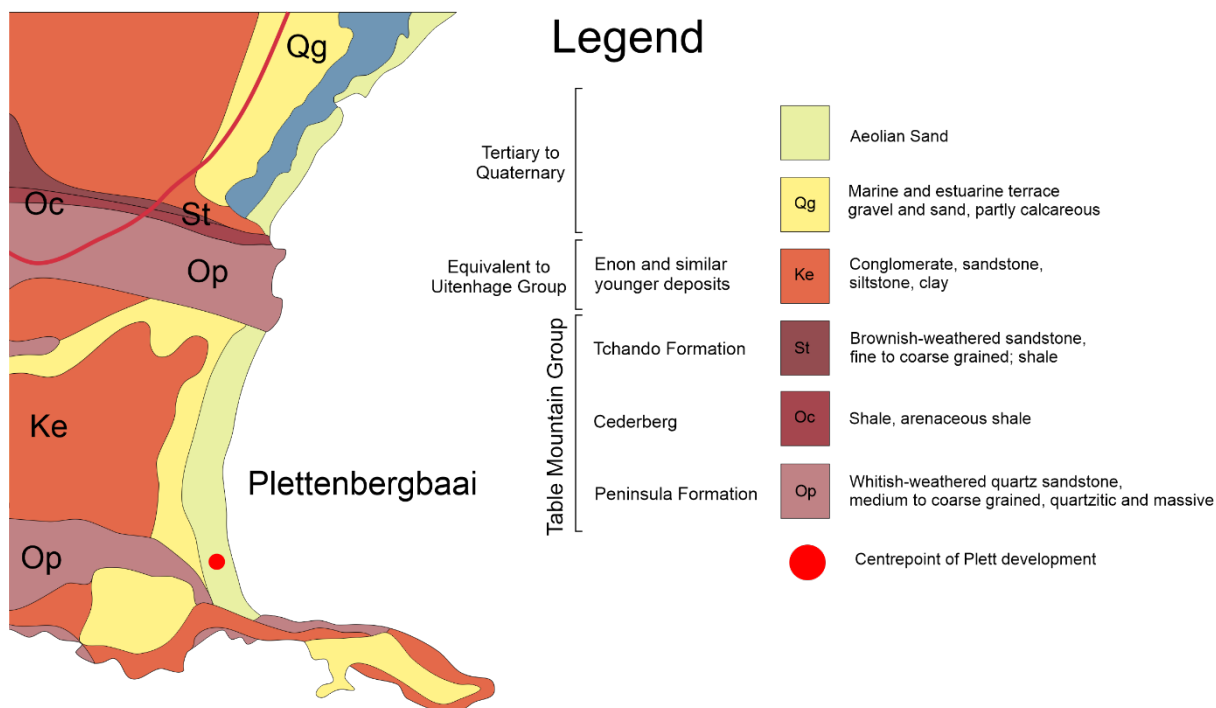 Legend
Qg
Oc
St
Op
Ke
Plettenbergbaai
Op
Tertiary to
Quaternary
Aeolian Sand
Qg
Marine and estuarine terrace
gravel and sand, partly calcareous
Equivalent to
Uitenhage Group
Enon and similar
younger deposits
Ke
Conglomerate, sandstone,
siltstone, clay
Table Mountain Group
Tchando Formation
St
Brownish-weathered sandstone,
fine to coarse grained; shale
Cederberg
Oc
Shale, arenaceous shale
Peninsula Formation
Op
Whitish-weathered quartz sandstone,
medium to coarse grained, quartzitic and massive
Centrepoint of Plett development